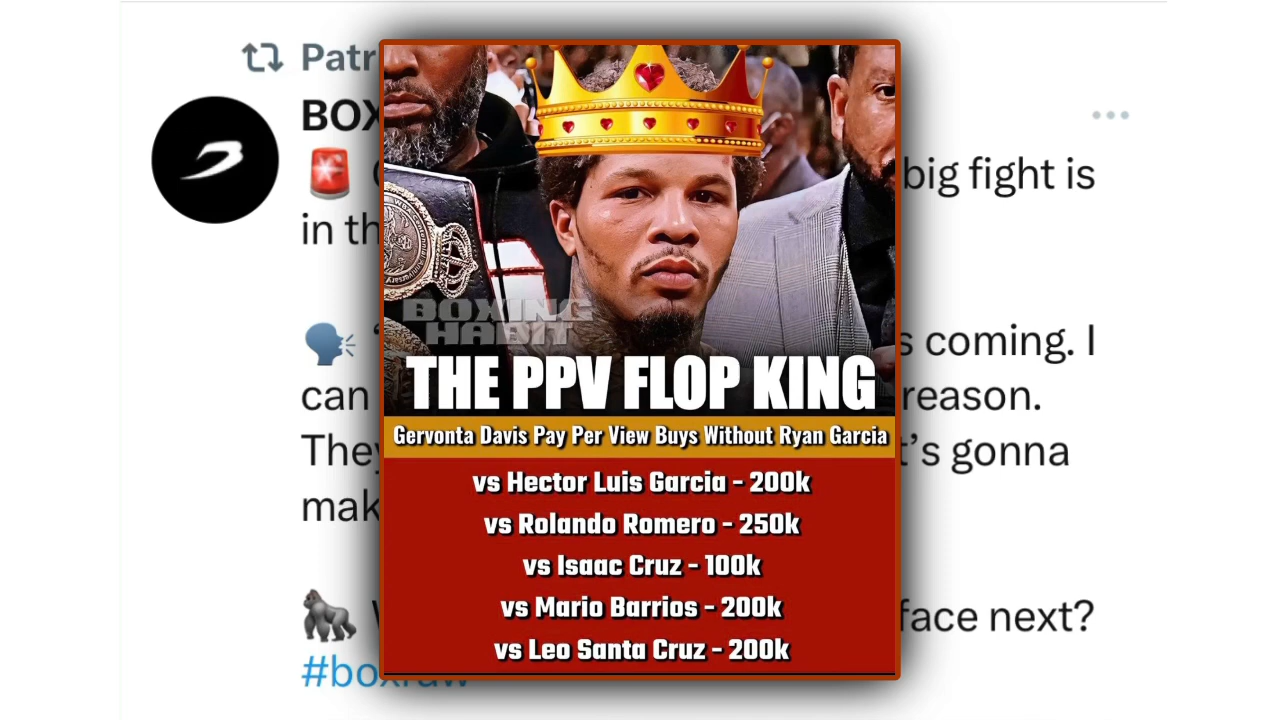 Patr
BOX
big fight is
in th
s coming. I
can
reason.
They
t's gonna
mak
face next?
#boxraw
BOXING
HABIT
THE PPV FLOP KING
Gervonta Davis Pay Per View Buys Without Ryan Garcia
vs Hector Luis Garcia - 200k
vs Rolando Romero - 250k
vs Isaac Cruz - 100k
vs Mario Barrios - 200k
vs Leo Santa Cruz - 200k